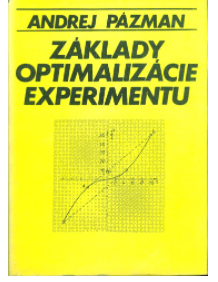 ANDREJ PÁZMAN
ZÁKLADY
OPTIMALIZÁCIE
EXPERIMENTU